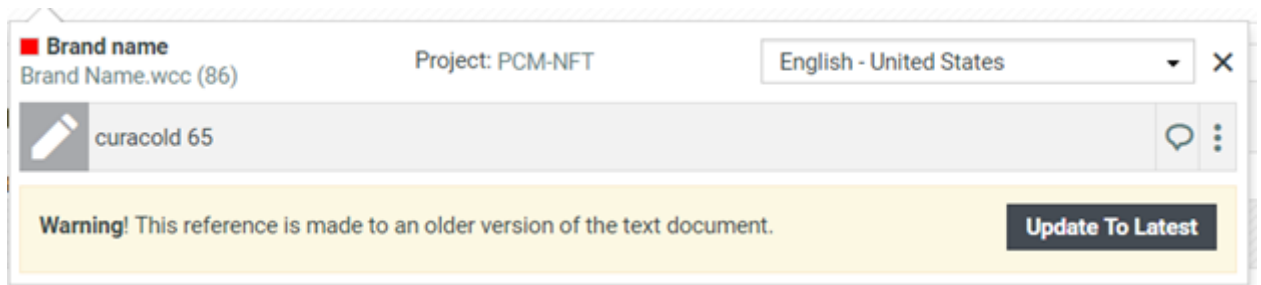 Brand name
Brand Name.wcc (86)
Project: PCM-NFT
English - United States
curacold 65
Warning! This reference is made to an older version of the text document.
Update To Latest